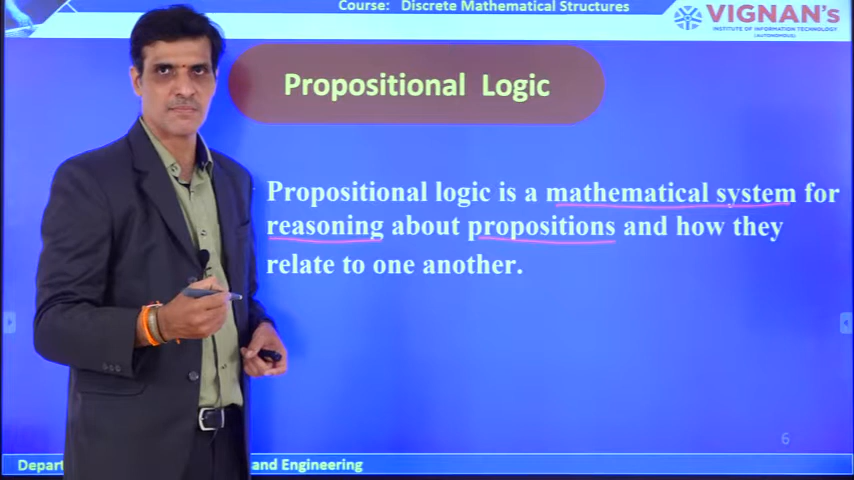 Course: Discrete Mathematical Structures
VIGNAN's
INSTITUTE OF INFORMATION TECHNOLOGY
(AUTONOMOUS)
Propositional Logic
Propositional logic is a mathematical system for
reasoning about propositions and how they
relate to one another.
6
and Engineering